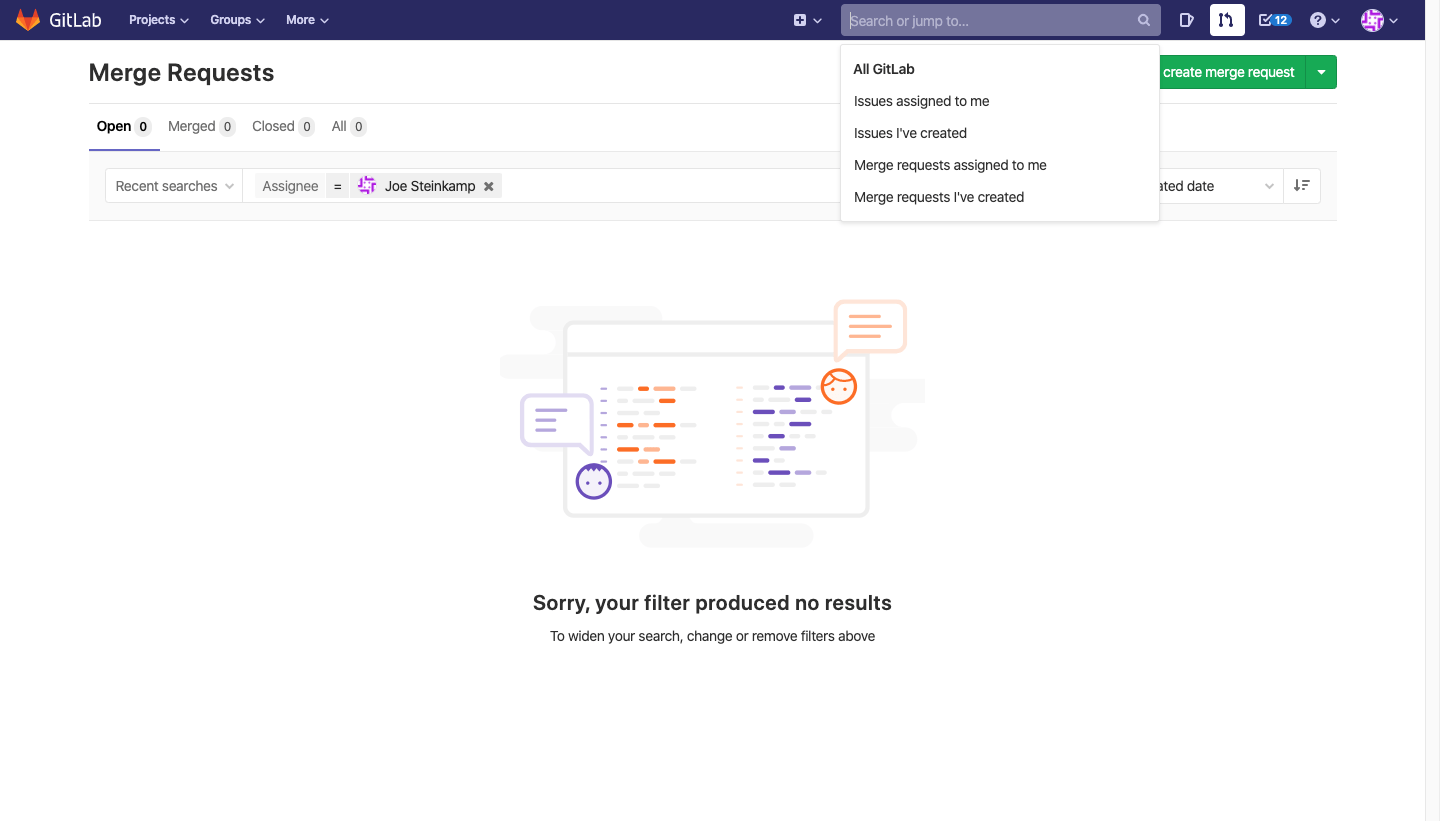 GitLab Projects Groups More Search or jump to... 12
Merge Requests
All GitLab
create merge request
Issues assigned to me
Issues I've created
Merge requests assigned to me
Merge requests I've created
Open 0 Merged 0 Closed 0 All 0
Recent searches Assignee = Joe Steinkamp date
Sorry, your filter produced no results
To widen your search, change or remove filters above